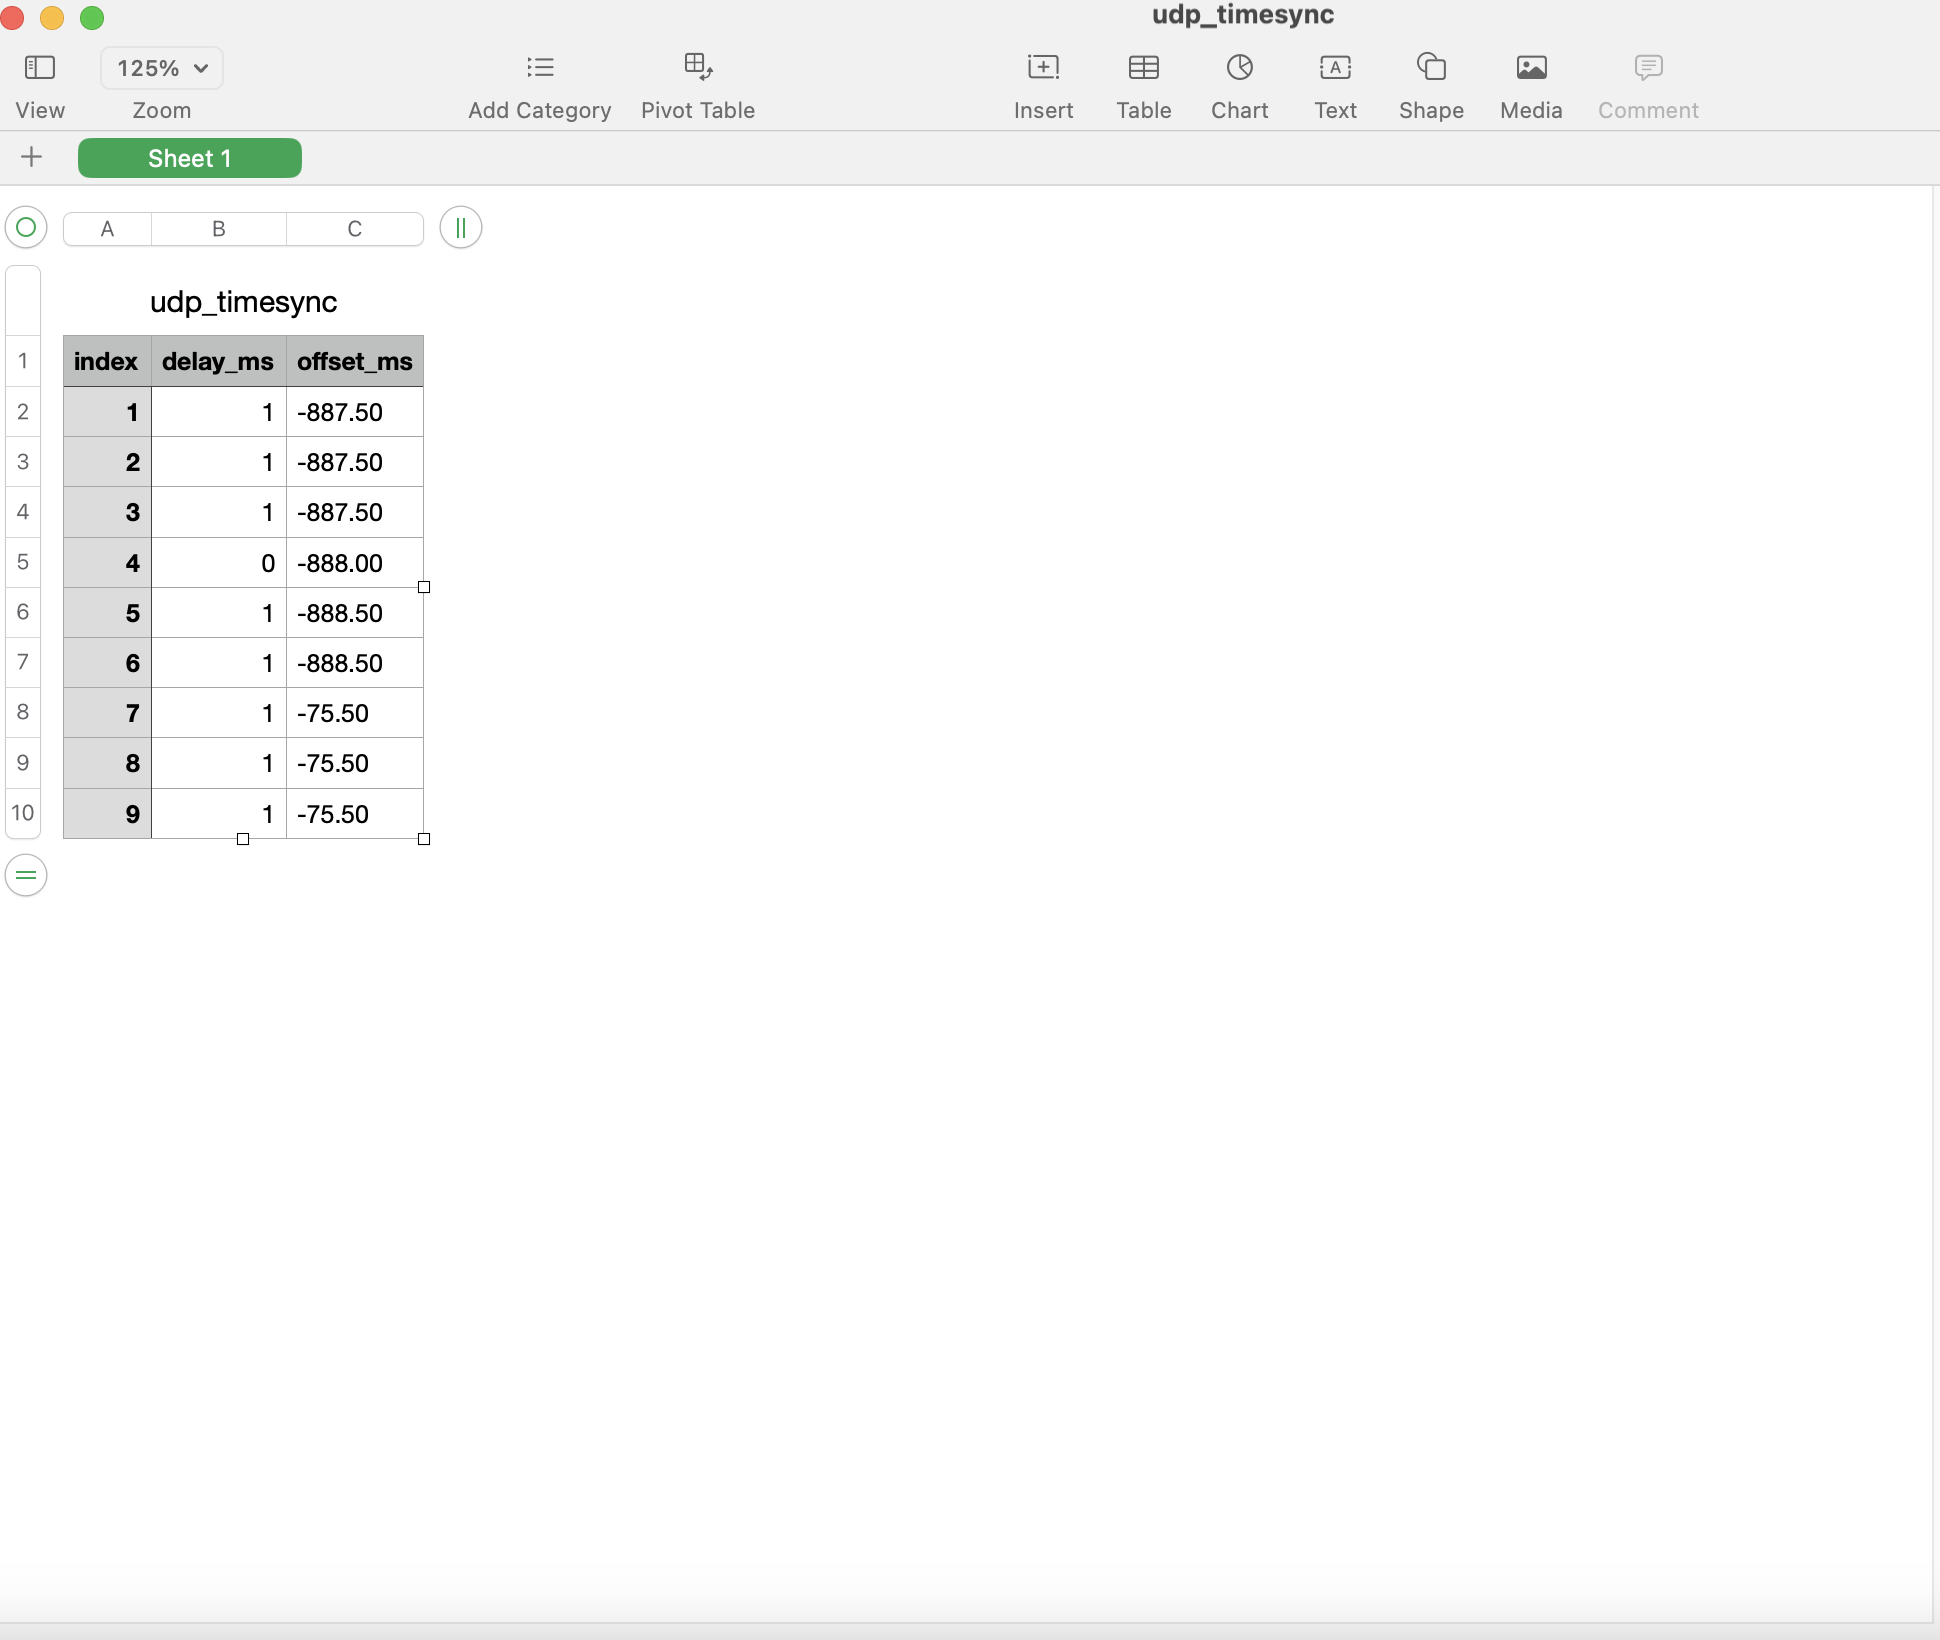 udp_timesync
125%
View Zoom Add Category Pivot Table Insert Table Chart Text Shape Media Comment
Sheet 1
A B C
udp_timesync
1 index delay_ms offset_ms
2 1 1 -887.50
3 2 1 -887.50
4 3 1 -887.50
5 4 0 -888.00
6 5 1 -888.50
7 6 1 -888.50
8 7 1 -75.50
9 8 1 -75.50
10 9 1 -75.50